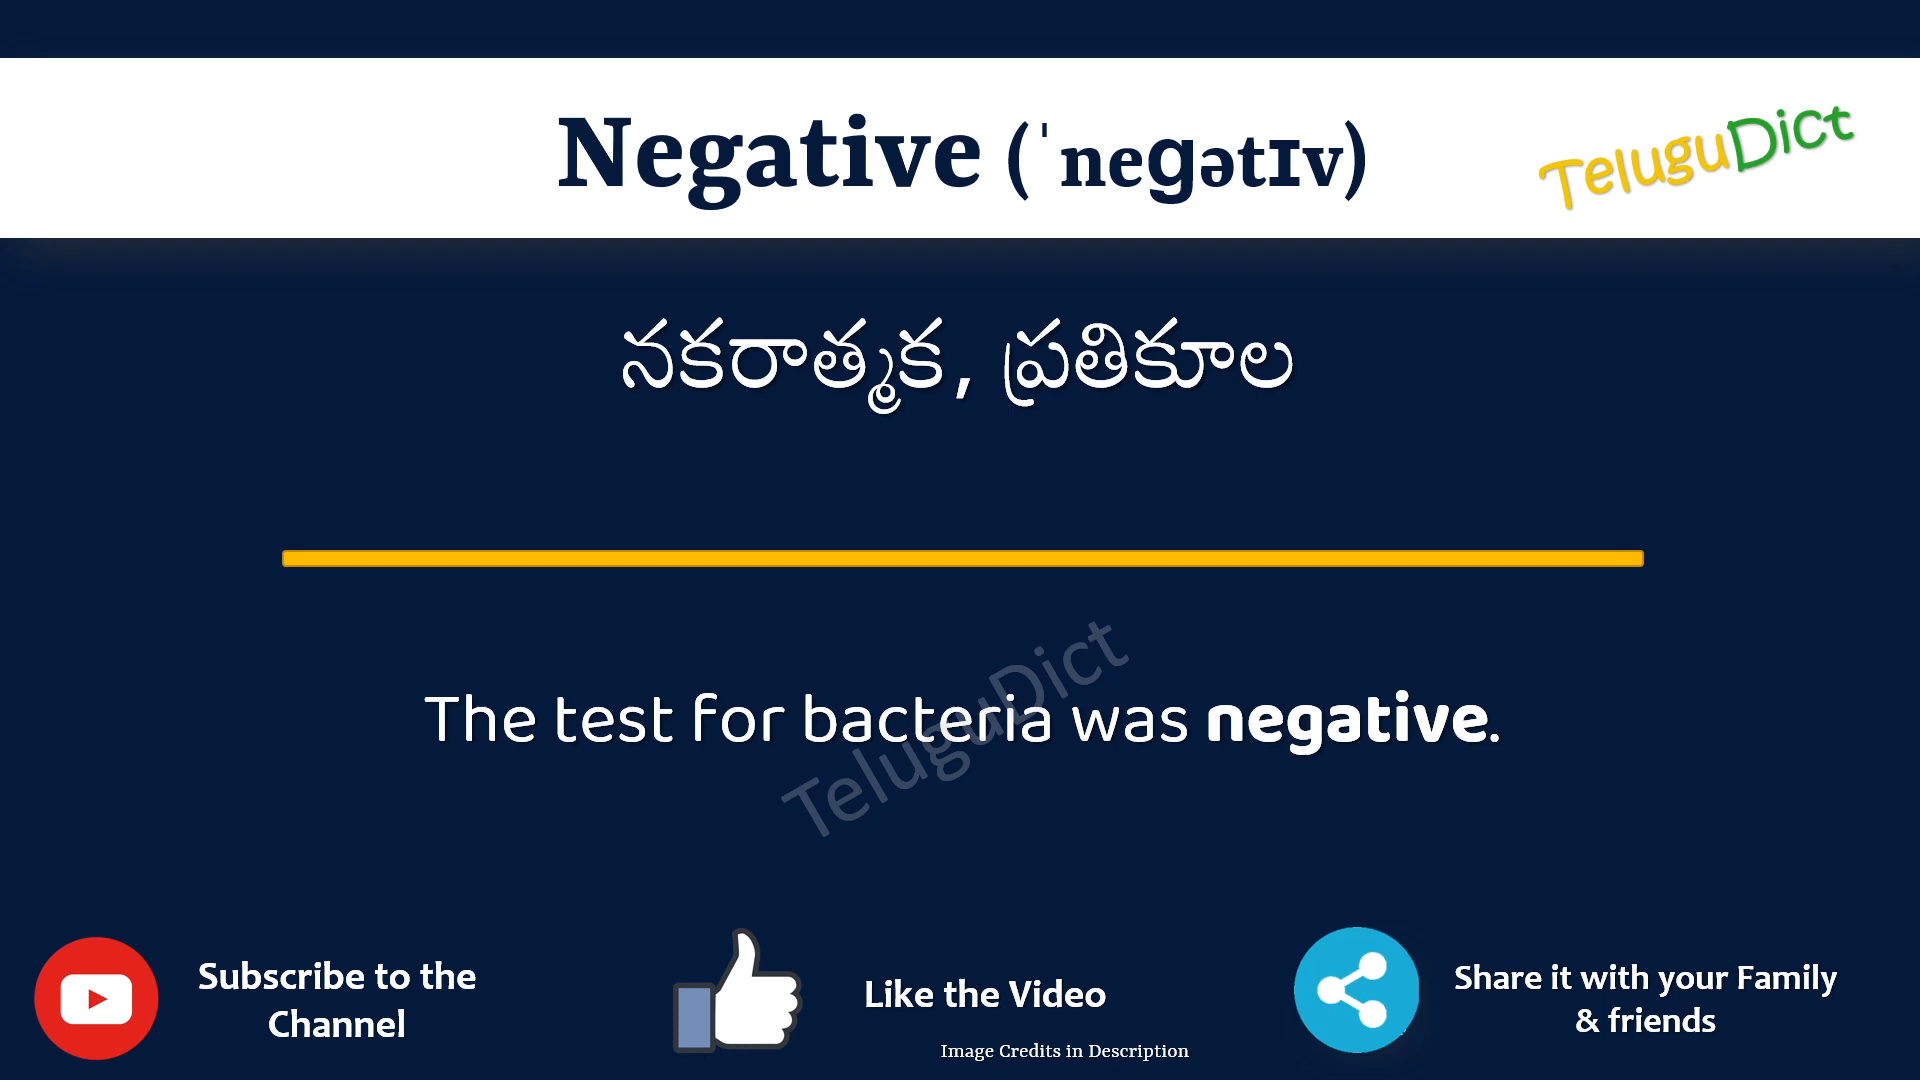 Negative (ˈneɡətɪv)
TeluguDict
నకరాత్మక, ప్రతికూల
The test for bacteria was negative.
TeluguDict
Subscribe to the
Channel
Like the Video
Share it with your Family
& friends
Image Credits in Description